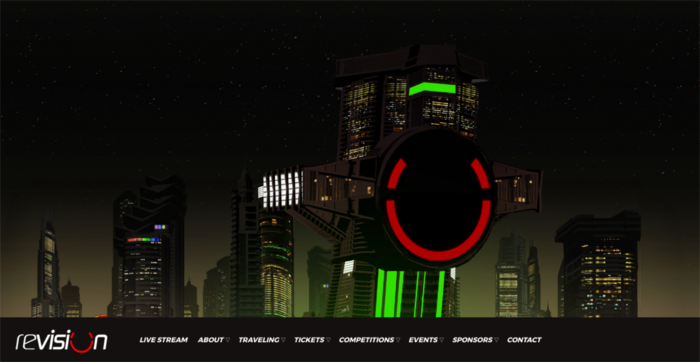 revision
LIVE STREAM ABOUT ▽ TRAVELING ▽ TICKETS ▽ COMPETITIONS ▽ EVENTS ▽ SPONSORS ▽ CONTACT